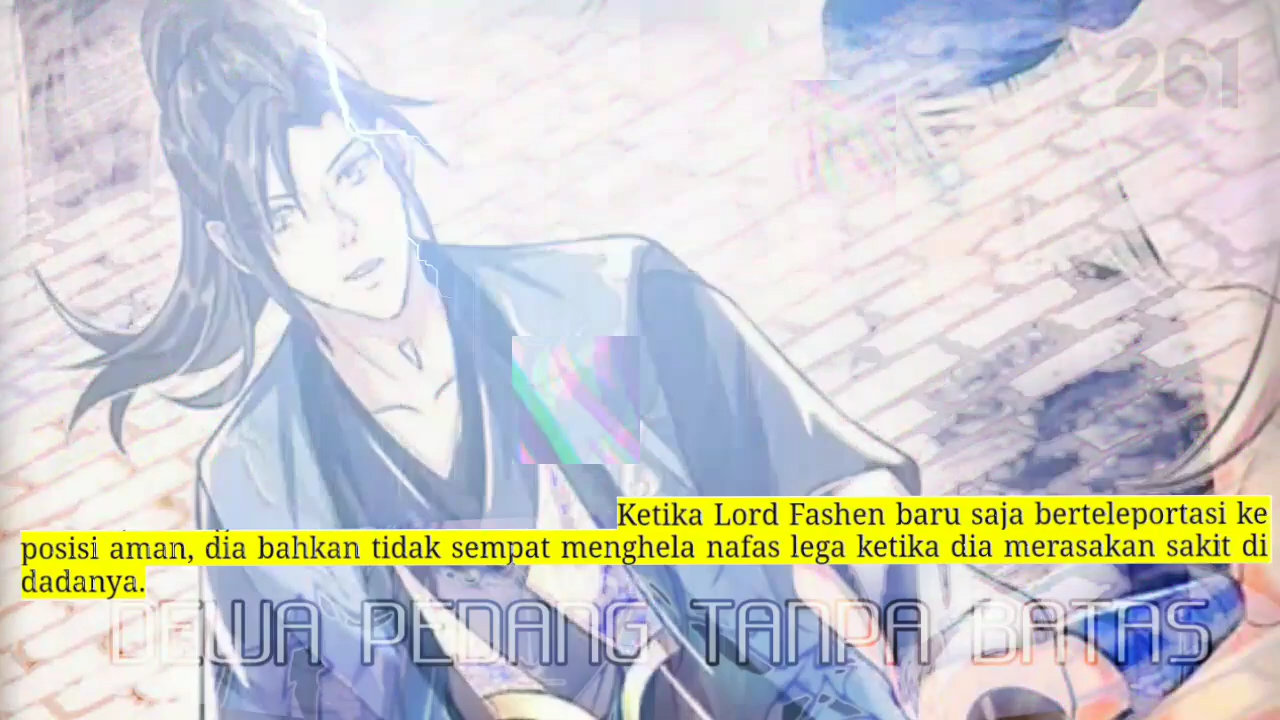 261
Ketika Lord Fashen baru saja berteleportasi ke
posisi aman, dia bahkan tidak sempat menghela nafas lega ketika dia merasakan sakit di
dadanya.
DEWA PEDANG TANPA BATAS